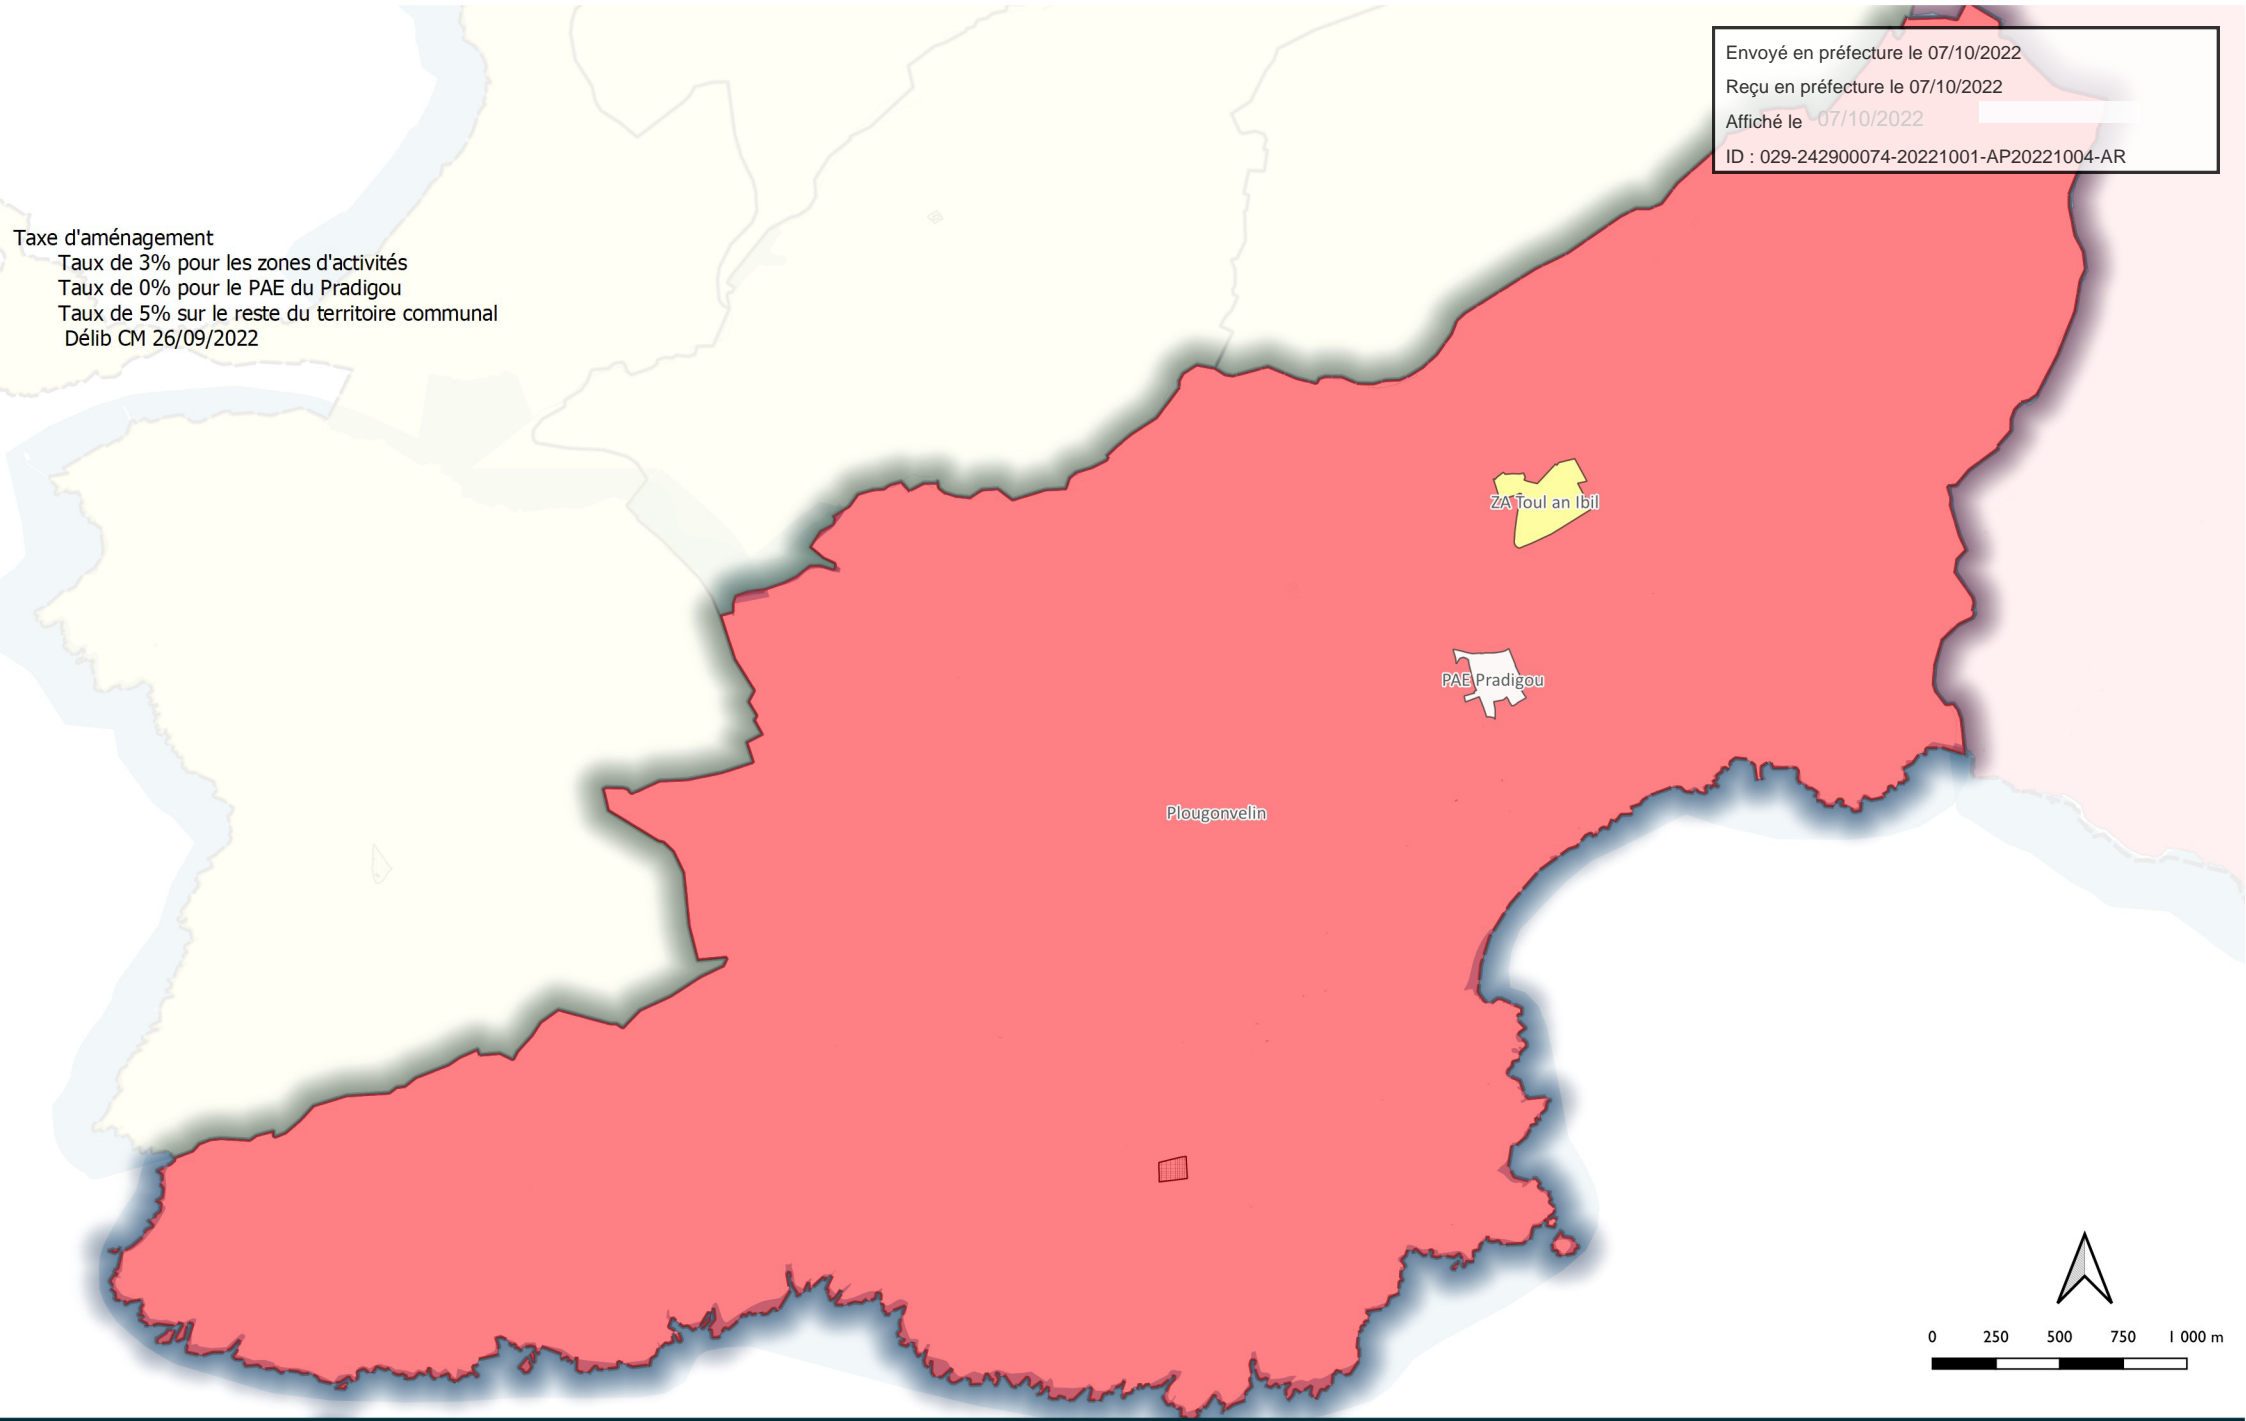 Envoyé en préfecture le 07/10/2022
Reçu en préfecture le 07/10/2022
Affiché le 07/10/2022
ID : 029-242900074-20221001-AP20221004-AR
Taxe d'aménagement
Taux de 3% pour les zones d'activités
Taux de 0% pour le PAE du Pradigou
Taux de 5% sur le reste du territoire communal
Délib CM 26/09/2022
ZA Toul an Ibil
PAE Pradigou
Plougonvelin
0 250 500 750 1 000 m